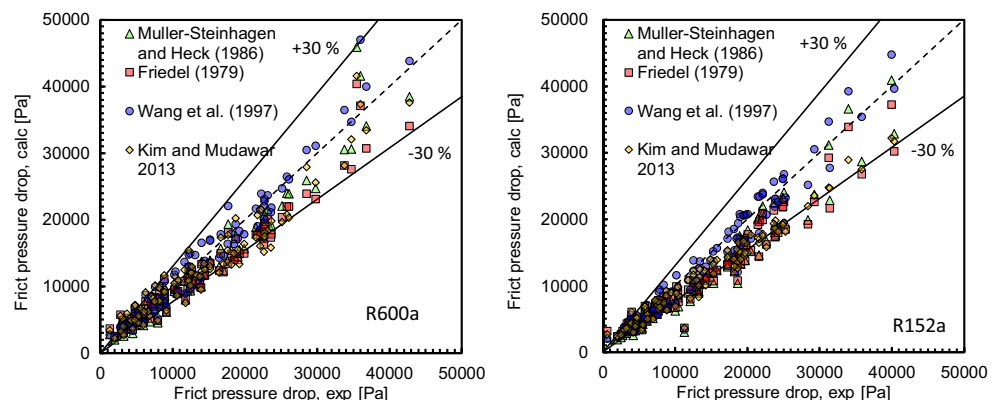 50000
40000
30000
20000
10000
0
Frict pressure drop, calc [Pa]
Muller-Steinhagen
and Heck (1986)
Friedel (1979)
Wang et al. (1997)
Kim and Mudawar
2013
+30 %
-30 %
R600a
0 10000 20000 30000 40000 50000
Frict pressure drop, exp [Pa]
50000
40000
30000
20000
10000
0
Frict pressure drop, calc [Pa]
Muller-Steinhagen
and Heck (1986)
Friedel (1979)
Wang et al. (1997)
Kim and Mudawar
2013
+30 %
-30 %
R152a
0 10000 20000 30000 40000 50000
Frict pressure drop, exp [Pa]